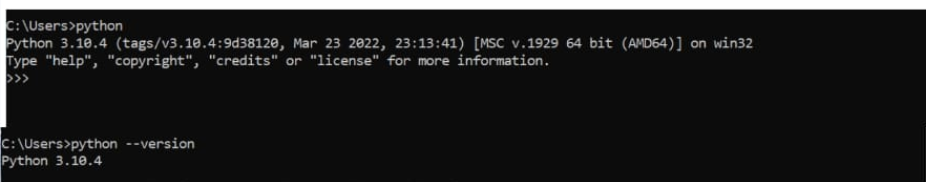 C:\Users>python
Python 3.10.4 (tags/v3.10.4:9d38120, Mar 23 2022, 23:13:41) [MSC v.1929 64 bit (AMD64)] on win32
Type "help", "copyright", "credits" or "license" for more information.
>>>
C:\Users>python --version
Python 3.10.4